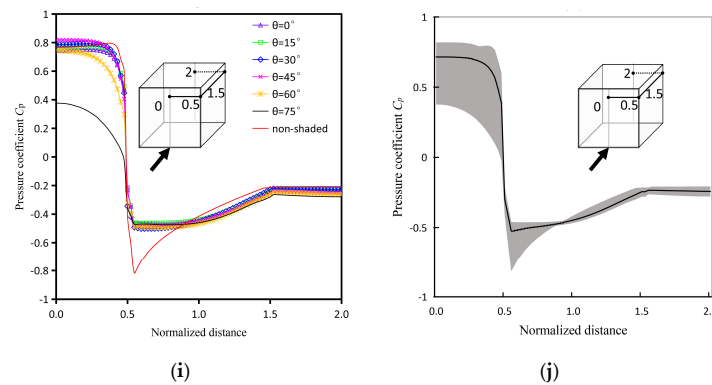 Pressure coefficient Cp
1.0
0.8
0.6
0.4
0.2
0
-0.2
-0.4
-0.6
-0.8
-1
0.0 0.5 1.0 1.5 2.0
Normalized distance
θ=0°
θ=15°
θ=30°
θ=45°
θ=60°
θ=75°
non-shaded
2
1.5
0 0.5
(i)
Pressure coefficient Cp
1
0.5
0
-0.5
-1
0.0 0.5 1.0 1.5 2.0
Normalized distance
2
1.5
0 0.5
(j)